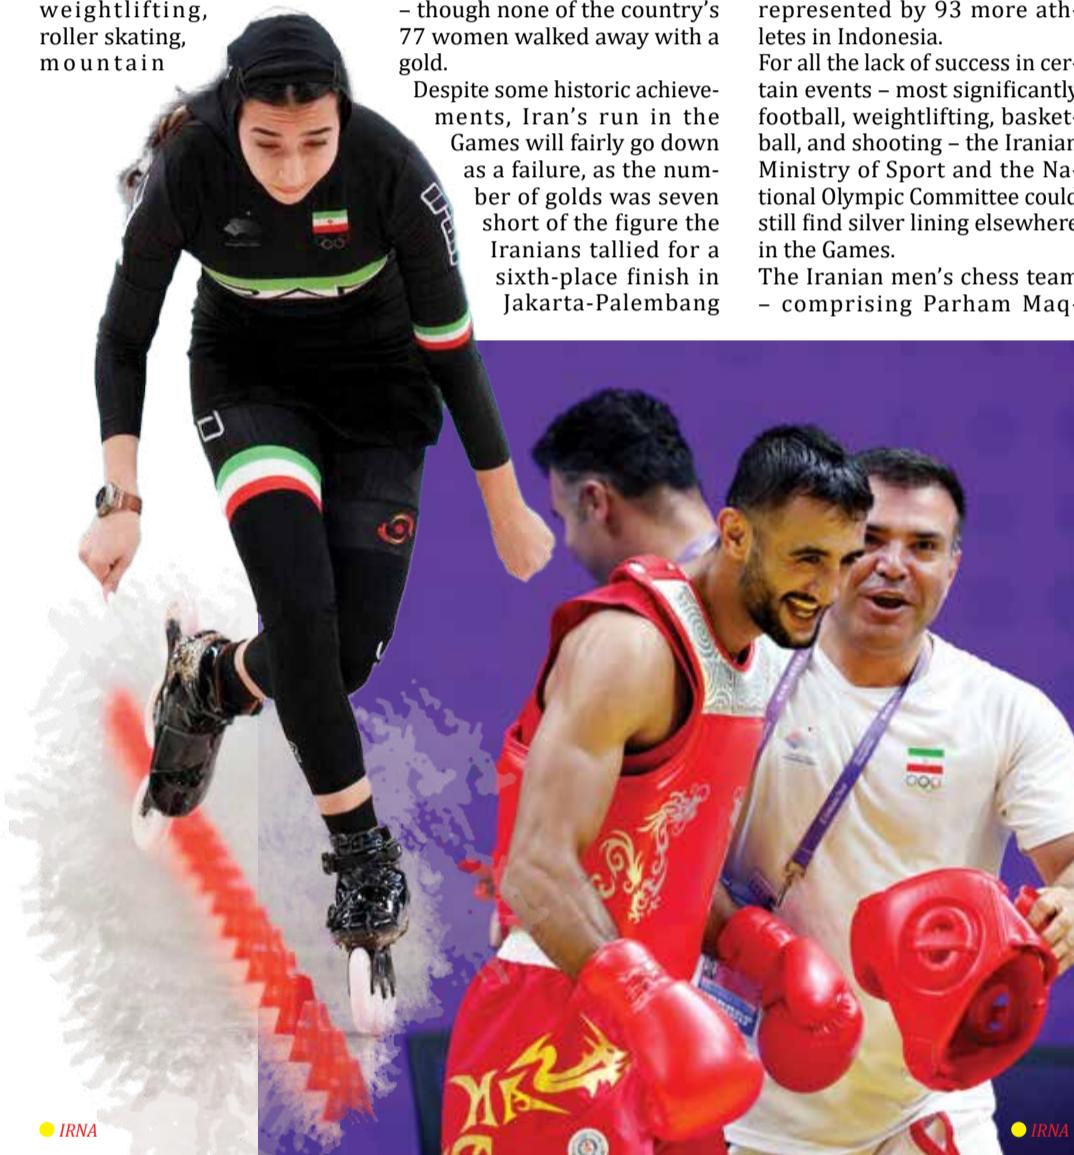 weightlifting,
roller skating,
mountain
– though none of the country’s
77 women walked away with a
gold.
Despite some historic achieve-
ments, Iran’s run in the
Games will fairly go down
as a failure, as the num-
ber of golds was seven
short of the figure the
Iranians tallied for a
sixth-place finish in
Jakarta-Palembang
represented by 93 more ath-
letes in Indonesia.
For all the lack of success in cer-
tain events – most significantly
football, weightlifting, basket-
ball, and shooting – the Iranian
Ministry of Sport and the Na-
tional Olympic Committee could
still find silver lining elsewhere
in the Games.
The Iranian men’s chess team
– comprising Parham Maq-
IRNA
IRNA